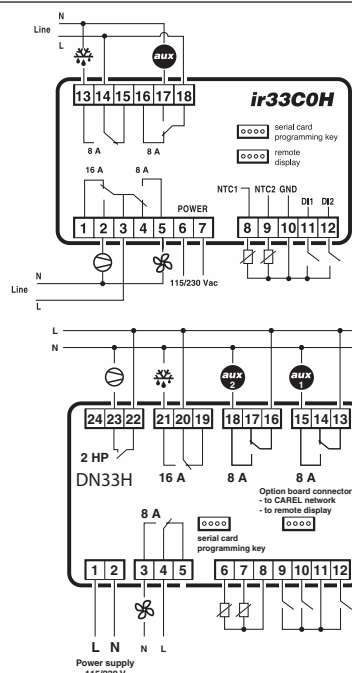 N
Line
L
aux
13 14 15 16 17 18
ir33C0H
serial card
programming key
remote
display
8 A 8 A
16 A 8 A
POWER
NTC1 NTC2 GND DI1 DI2
1 2 3 4 5 6 7 8 9 10 11 12
N
Line
L
115/230 Vac
L
N
aux
2
aux
1
24 23 22 21 20 19 18 17 16 15 14 13
2 HP
DN33H
16 A 8 A 8 A
Option board connector
- to CAREL network
- to remote display
8 A
serial card
programming key
1 2 3 4 5 6 7 8 9 10 11 12
L N N L
Power supply
115/230 V